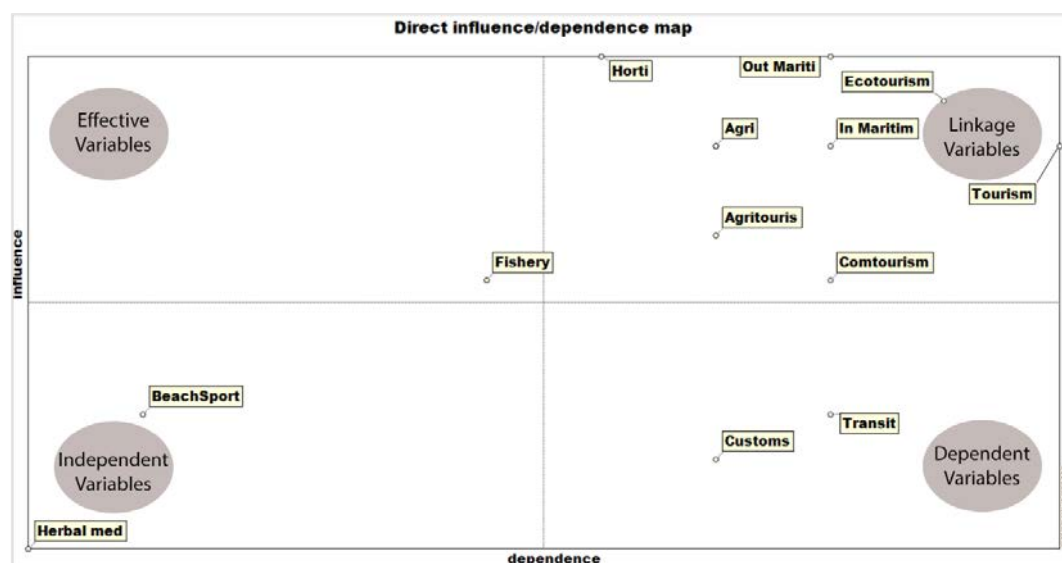 Direct influence/dependence map
Horti
Out Mariti
Ecotourism
Effective
Variables
Agri
In Maritim
Linkage
Variables
Tourism
Agritouris
Fishery
Comtourism
influence
BeachSport
Transit
Customs
Independent
Variables
Dependent
Variables
Herbal med
dependence